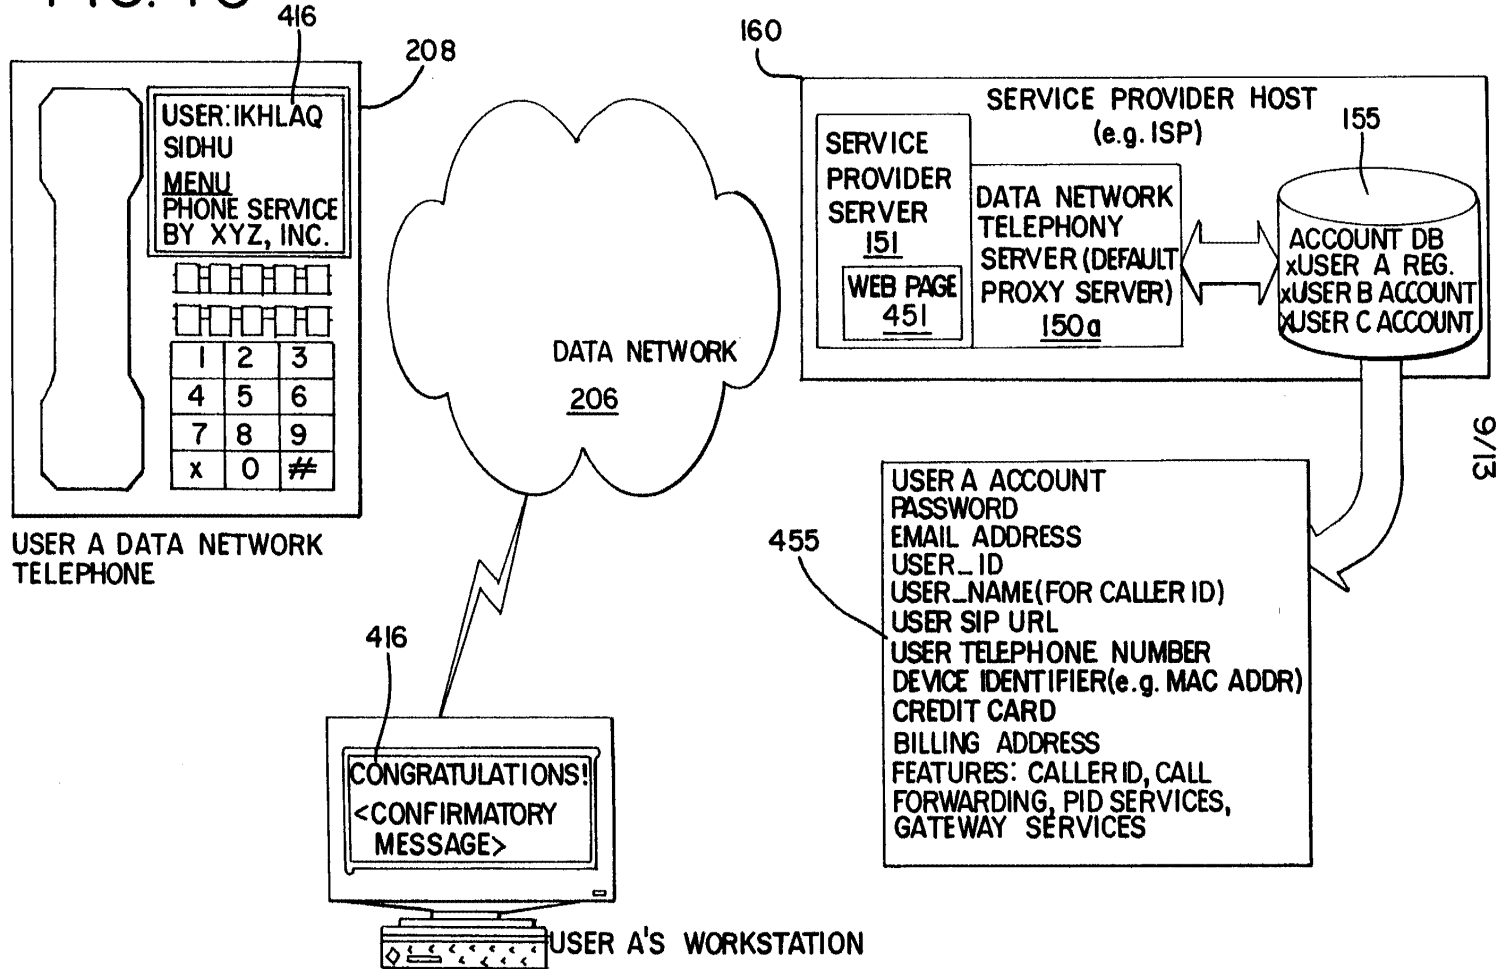 416
208
USER:IKHLAQ
SIDHU
MENU
PHONE SERVICE
BY XYZ, INC.
1 2 3
4 5 6
7 8 9
x 0 #
USER A DATA NETWORK
TELEPHONE
DATA NETWORK
206
160
SERVICE PROVIDER HOST
(e.g. ISP)
155
SERVICE
PROVIDER
SERVER
151
WEB PAGE
451
DATA NETWORK
TELEPHONY
SERVER (DEFAULT
PROXY SERVER)
150a
ACCOUNT DB
xUSER A REG.
xUSER B ACCOUNT
xUSER C ACCOUNT
9/13
455
USER A ACCOUNT
PASSWORD
EMAIL ADDRESS
USER_ID
USER_NAME(FOR CALLER ID)
USER SIP URL
USER TELEPHONE NUMBER
DEVICE IDENTIFIER(e.g. MAC ADDR)
CREDIT CARD
BILLING ADDRESS
FEATURES: CALLER ID, CALL
FORWARDING, PID SERVICES,
GATEWAY SERVICES
416
CONGRATULATIONS!
<CONFIRMATORY
MESSAGE>
USER A'S WORKSTATION